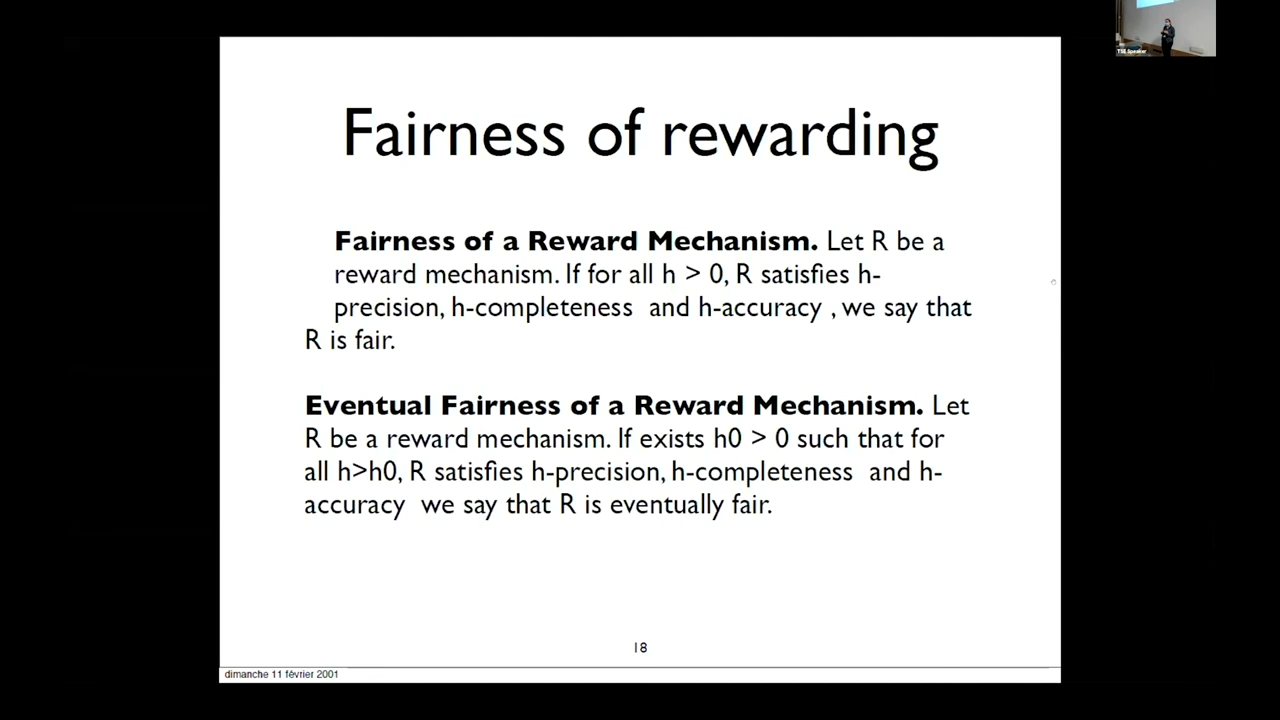 TSE Speaker
Fairness of rewarding
Fairness of a Reward Mechanism. Let R be a
reward mechanism. If for all h > 0, R satisfies h-
precision, h-completeness  and h-accuracy , we say that
R is fair.
Eventual Fairness of a Reward Mechanism. Let
R be a reward mechanism. If exists h0 > 0 such that for
all h>h0, R satisfies h-precision, h-completeness  and h-
accuracy  we say that R is eventually fair.
18
dimanche 11 février 2001